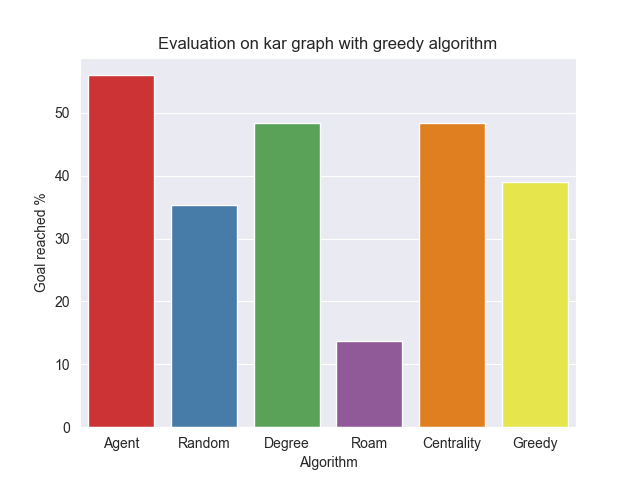 Evaluation on kar graph with greedy algorithm
Goal reached %
50
40
30
20
10
0
Agent Random Degree Roam Centrality Greedy
Algorithm